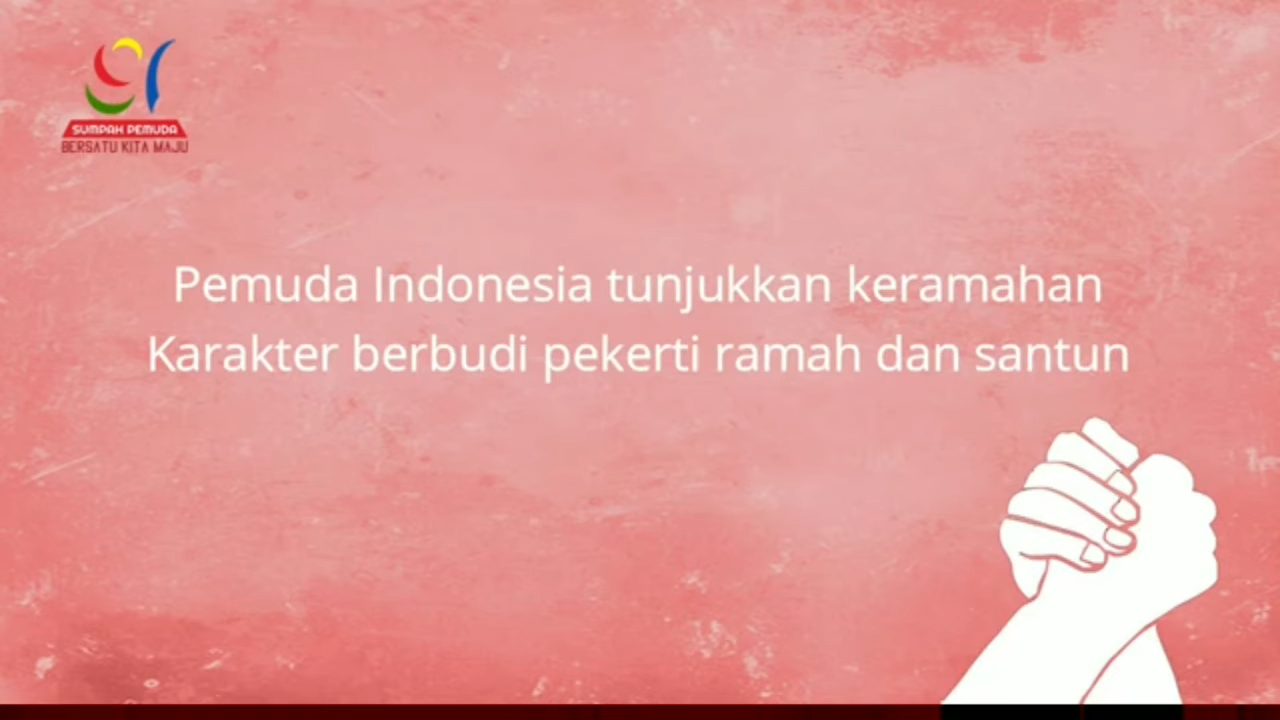 SUMPAH PEMUDA
BERSATU KITA MAJU
Pemuda Indonesia tunjukkan keramahan
Karakter berbudi pekerti ramah dan santun